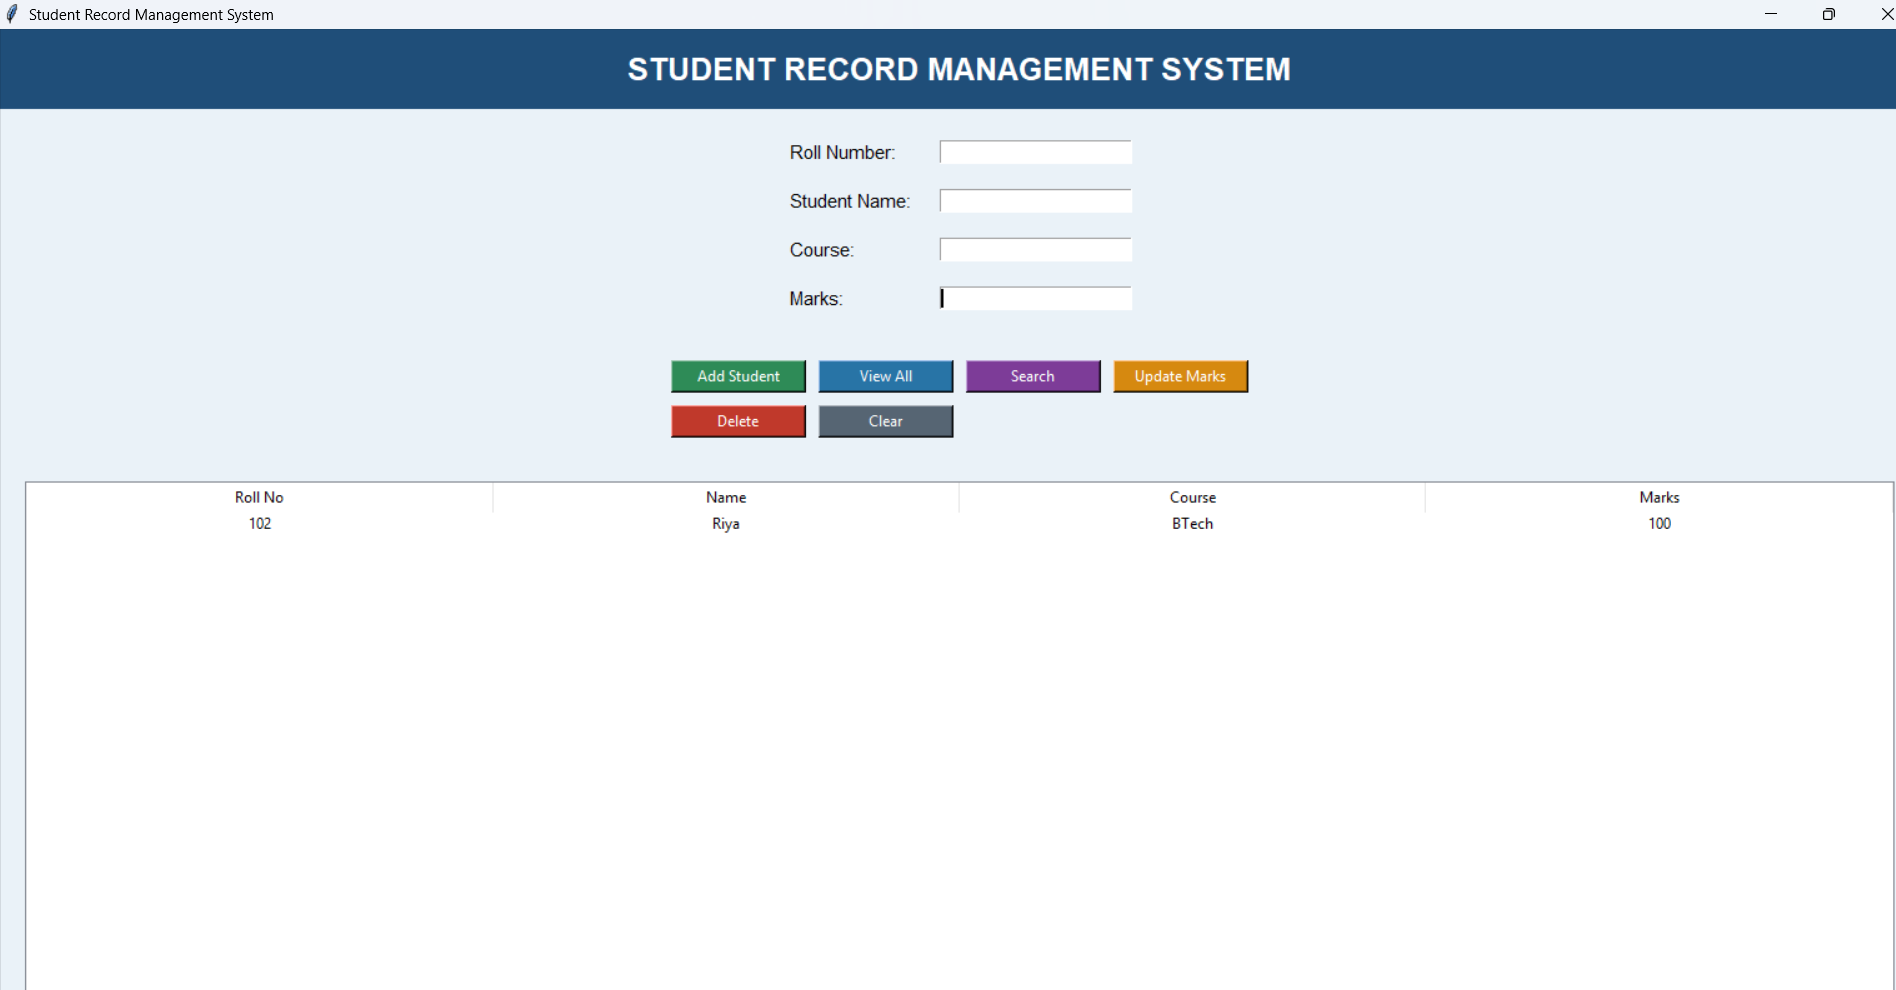 Student Record Management System
STUDENT RECORD MANAGEMENT SYSTEM
Roll Number:
Student Name:
Course:
Marks:
Add Student View All Search Update Marks
Delete Clear
Roll No Name Course Marks
102 Riya BTech 100